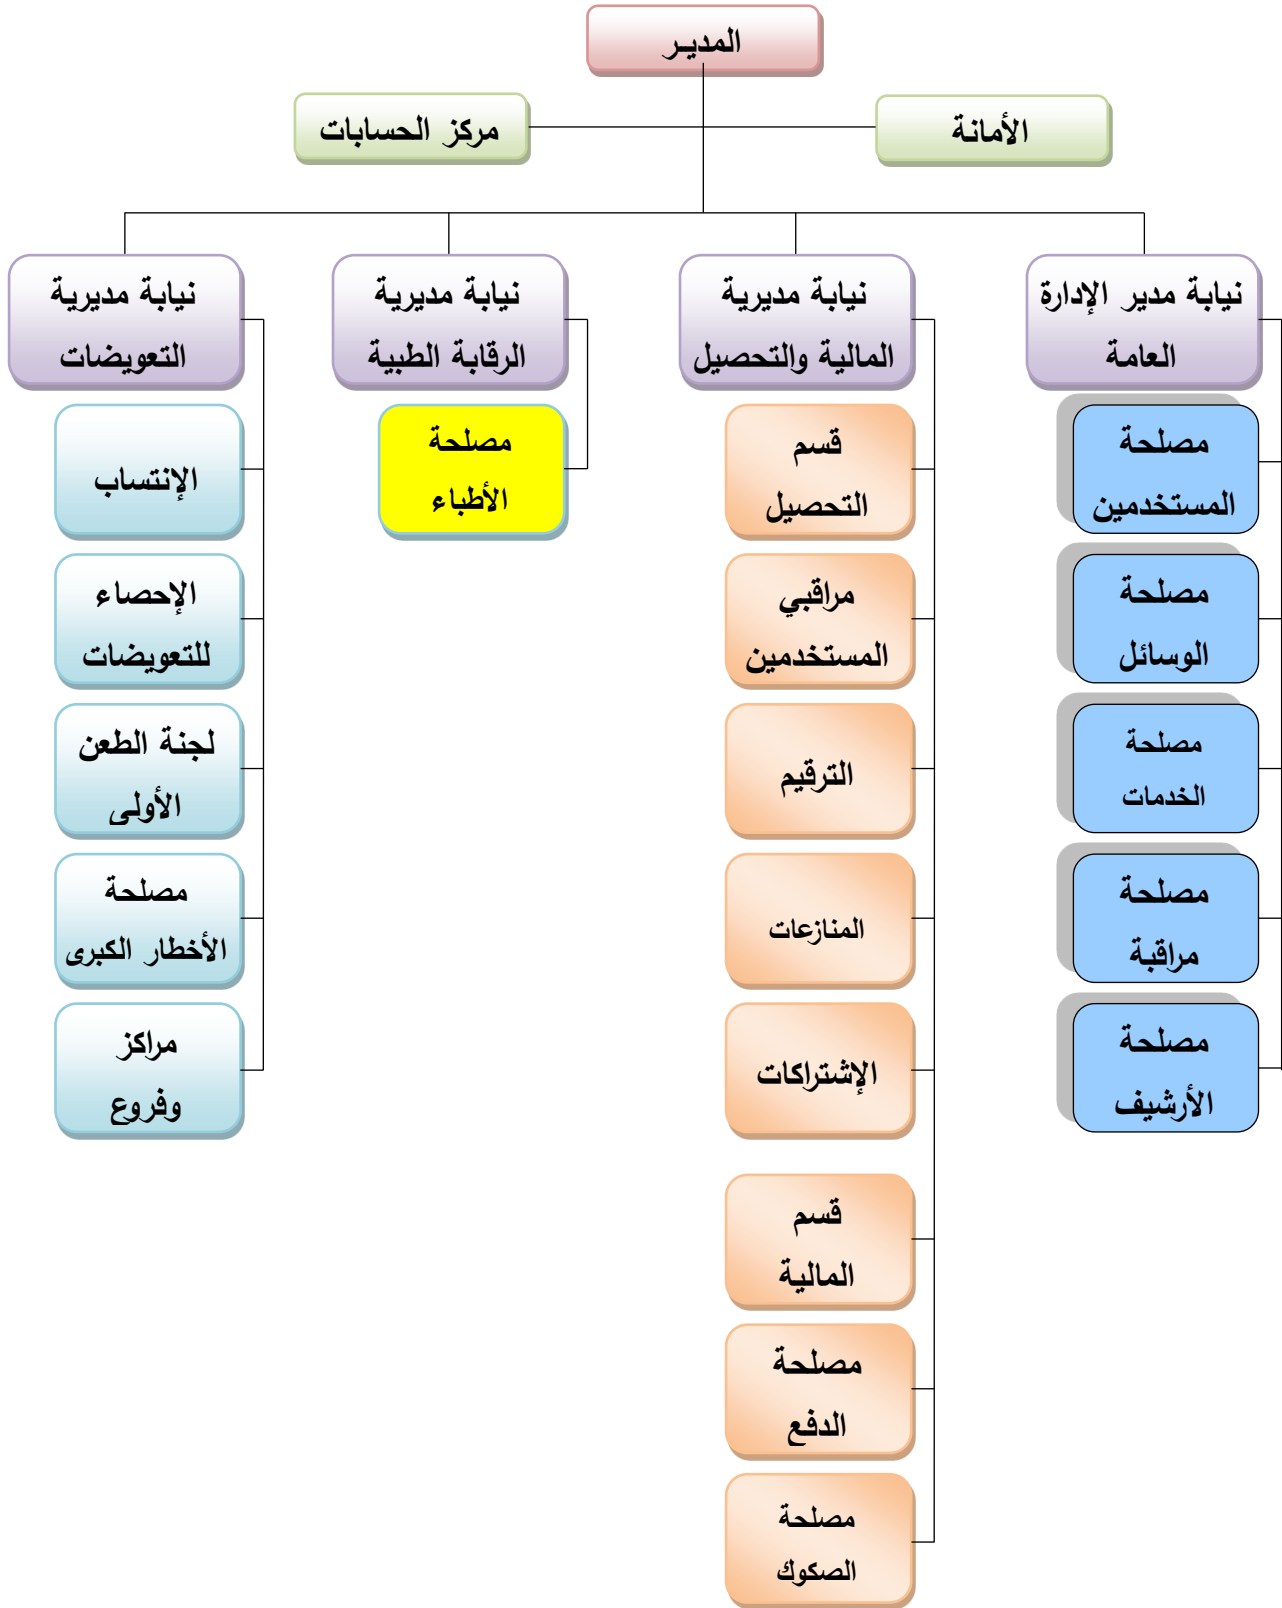 المدير
الأمانة
مركز الحسابات
نيابة مدير الإدارة
العامة
مصلحة
المستخدمين
مصلحة
الوسائل
مصلحة
الخدمات
مصلحة
مراقبة
مصلحة
الأرشيف
نيابة مديرية
المالية والتحصيل
قسم
التحصيل
مراقبي
المستخدمين
الترقيم
المنازعات
الإشتراكات
قسم
المالية
مصلحة
الدفع
مصلحة
الصكوك
نيابة مديرية
الرقابة الطبية
مصلحة
الأطباء
نيابة مديرية
التعويضات
الإنتساب
الإحصاء
للتعويضات
لجنة الطعن
الأولى
مصلحة
الأخطار الكبرى
مراكز
وفروع